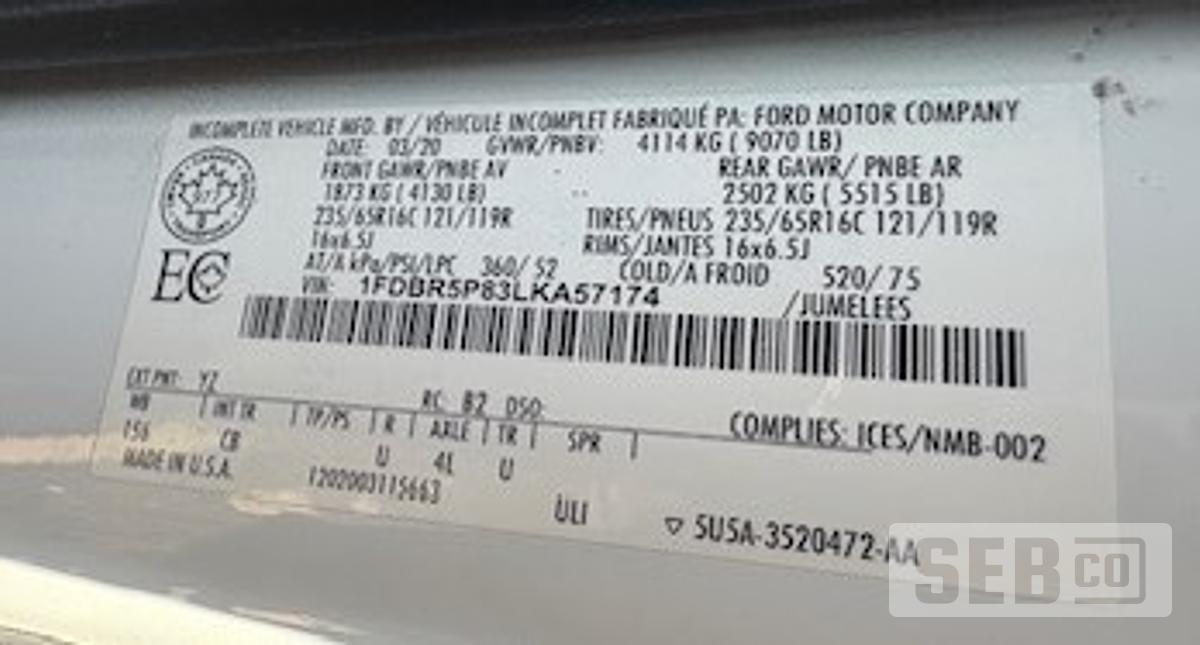 INCOMPLETE VEHICLE MFD. BY / VÉHICULE INCOMPLET FABRIQUÉ PA: FORD MOTOR COMPANY
DATE: 03/20 GVWR/PNBV: 4114 KG ( 9070 LB)
FRONT GAWR/PNBE AV REAR GAWR/ PNBE AR
1873 KG ( 4130 LB) 2502 KG ( 5515 LB)
235/65R16C 121/119R TIRES/PNEUS 235/65R16C 121/119R
16x6.5J RIMS/JANTES 16x6.5J
AT/A kPa/PSI/LPC 360/ 52 COLD/A FROID 520/ 75
VIN: 1FDBR5P83LKA57174 /JUMELEES
EC
EXT PNT: YZ RC: B2 DSO:
WB | INT TR | TP/PS | R | AXLE | TR | SPR |
156 CB U 4L U
COMPLIES: ICES/NMB-002
MADE IN U.S.A. 1202003115663
ULI ▽ 5U5A-3520472-AA
SEBCO